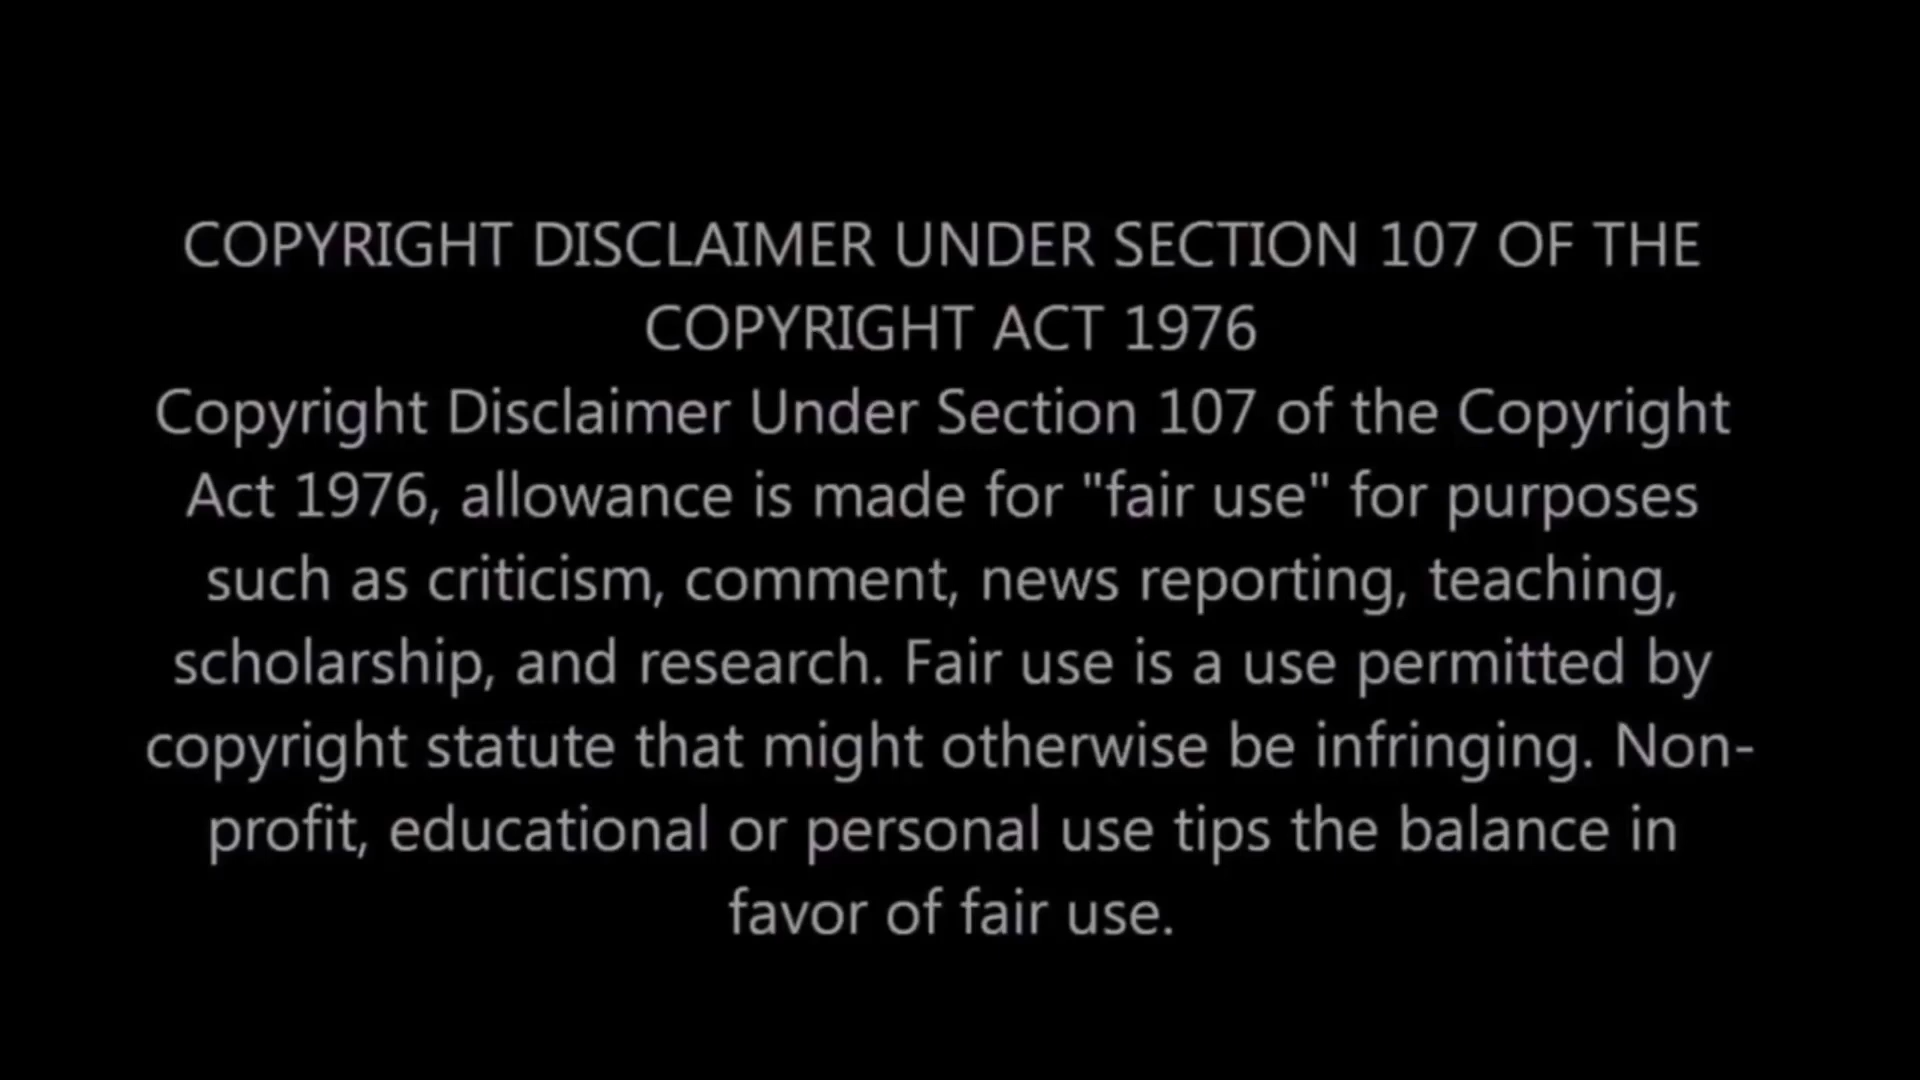 COPYRIGHT DISCLAIMER UNDER SECTION 107 OF THE
COPYRIGHT ACT 1976
Copyright Disclaimer Under Section 107 of the Copyright
Act 1976, allowance is made for "fair use" for purposes
such as criticism, comment, news reporting, teaching,
scholarship, and research. Fair use is a use permitted by
copyright statute that might otherwise be infringing. Non-
profit, educational or personal use tips the balance in
favor of fair use.